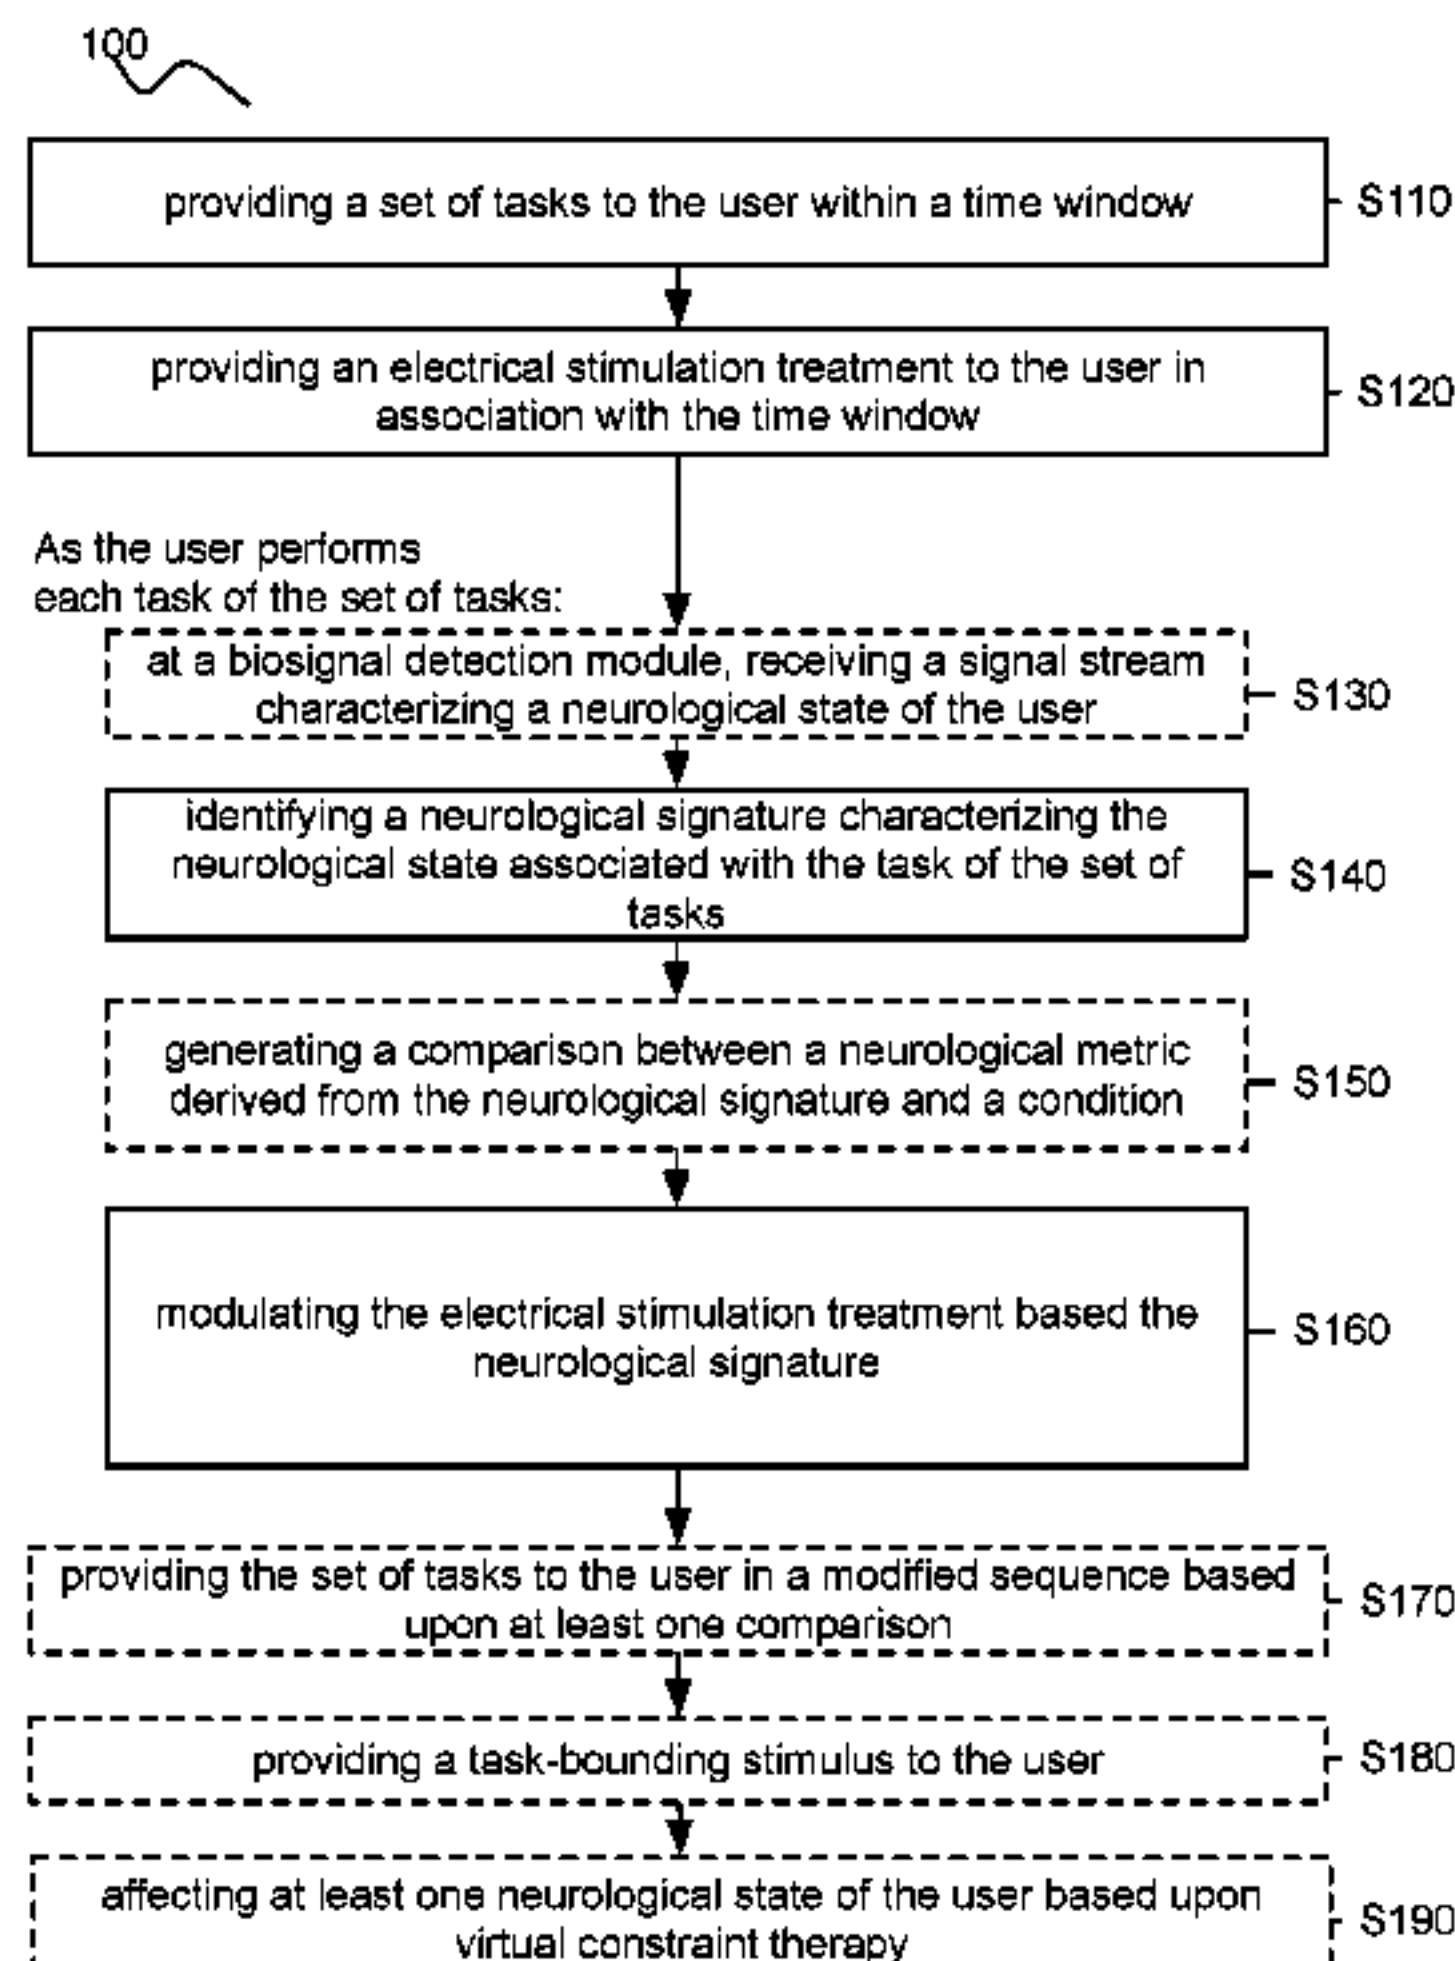 100
providing a set of tasks to the user within a time window
S110
providing an electrical stimulation treatment to the user in
association with the time window
S120
As the user performs
each task of the set of tasks:
at a biosignal detection module, receiving a signal stream
characterizing a neurological state of the user
S130
identifying a neurological signature characterizing the
neurological state associated with the task of the set of
tasks
S140
generating a comparison between a neurological metric
derived from the neurological signature and a condition
S150
modulating the electrical stimulation treatment based the
neurological signature
S160
providing the set of tasks to the user in a modified sequence based
upon at least one comparison
S170
providing a task-bounding stimulus to the user
S180
affecting at least one neurological state of the user based upon
virtual constraint therapy
S190